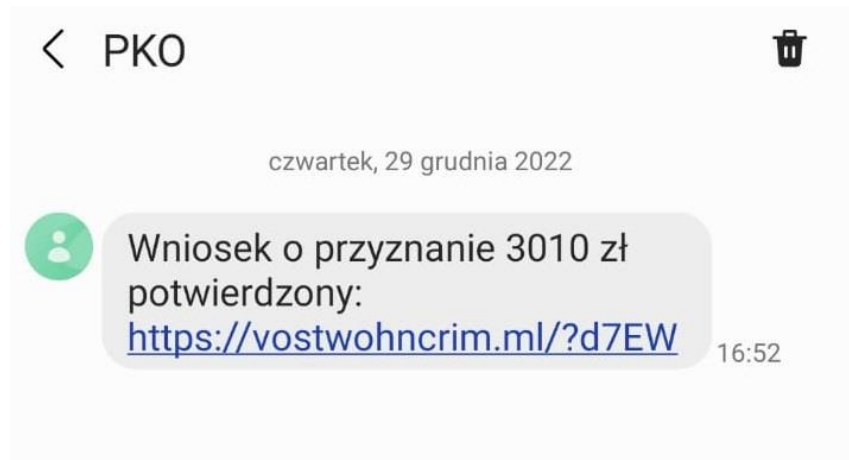 PKO
czwartek, 29 grudnia 2022
Wniosek o przyznanie 3010 zł
potwierdzony:
https://vostwohncrim.ml/?d7EW
16:52